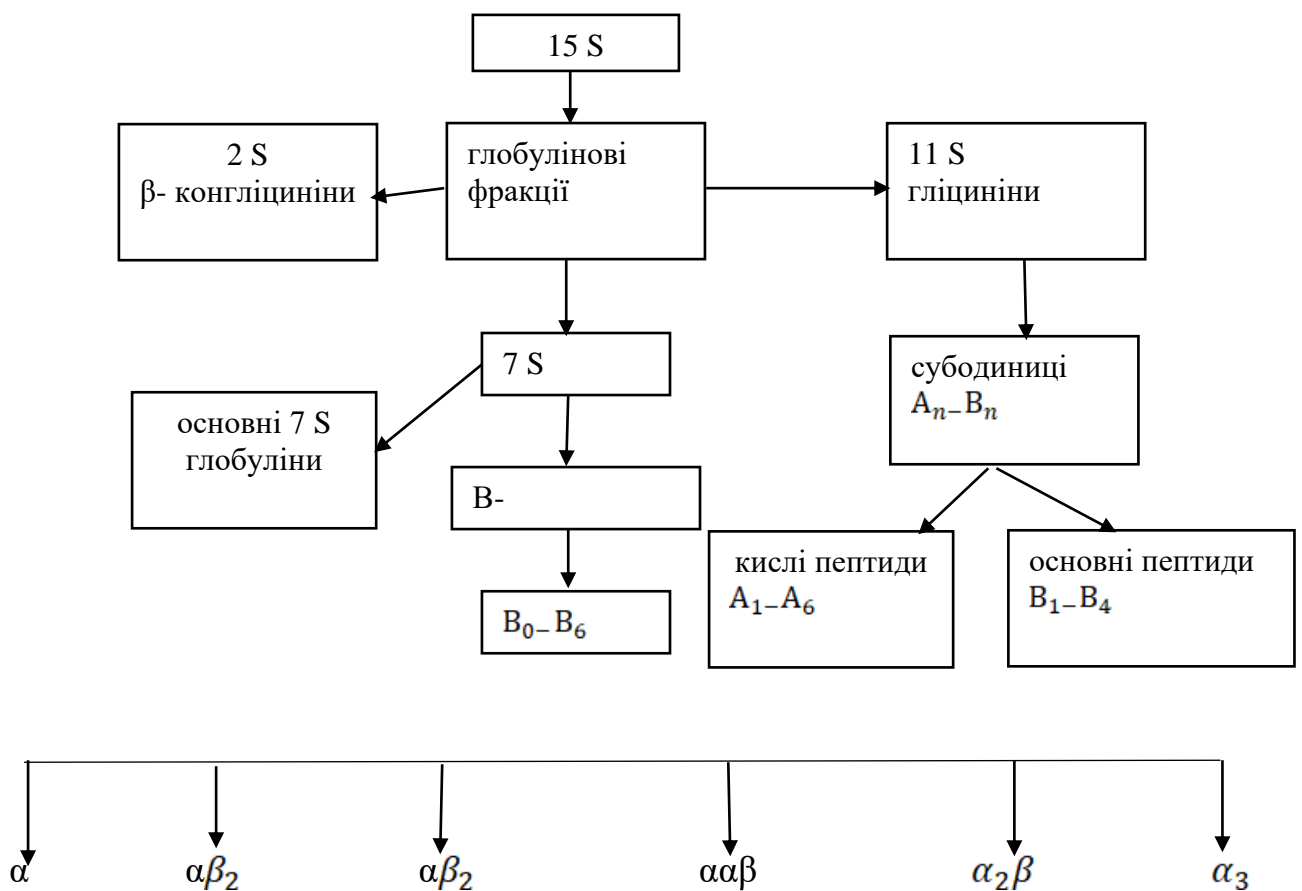 15 S
2 S
β- конгліциніни
глобулінові
фракції
11 S
гліциніни
7 S
субодиниці
Aₙ₋Bₙ
основні 7 S
глобуліни
В-
кислі пептиди
A₁₋A₆
основні пептиди
B₁₋B₄
B₀₋B₆
α
αβ₂
αβ₂
ααβ
α₂β
α₃